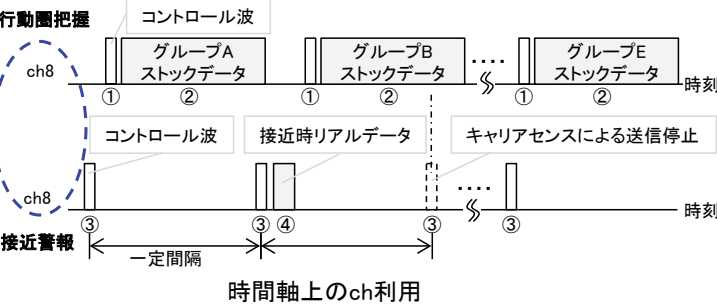 コントロール波
行動圏把握
ch8
グループA
ストックデータ
グループB
ストックデータ
‥‥
グループE
ストックデータ
時刻
① ② ① ② ① ②
コントロール波
接近時リアルデータ
キャリアセンスによる送信停止
ch8
‥‥
時刻
③ ③ ④ ③ ③
接近警報
一定間隔
時間軸上のch利用